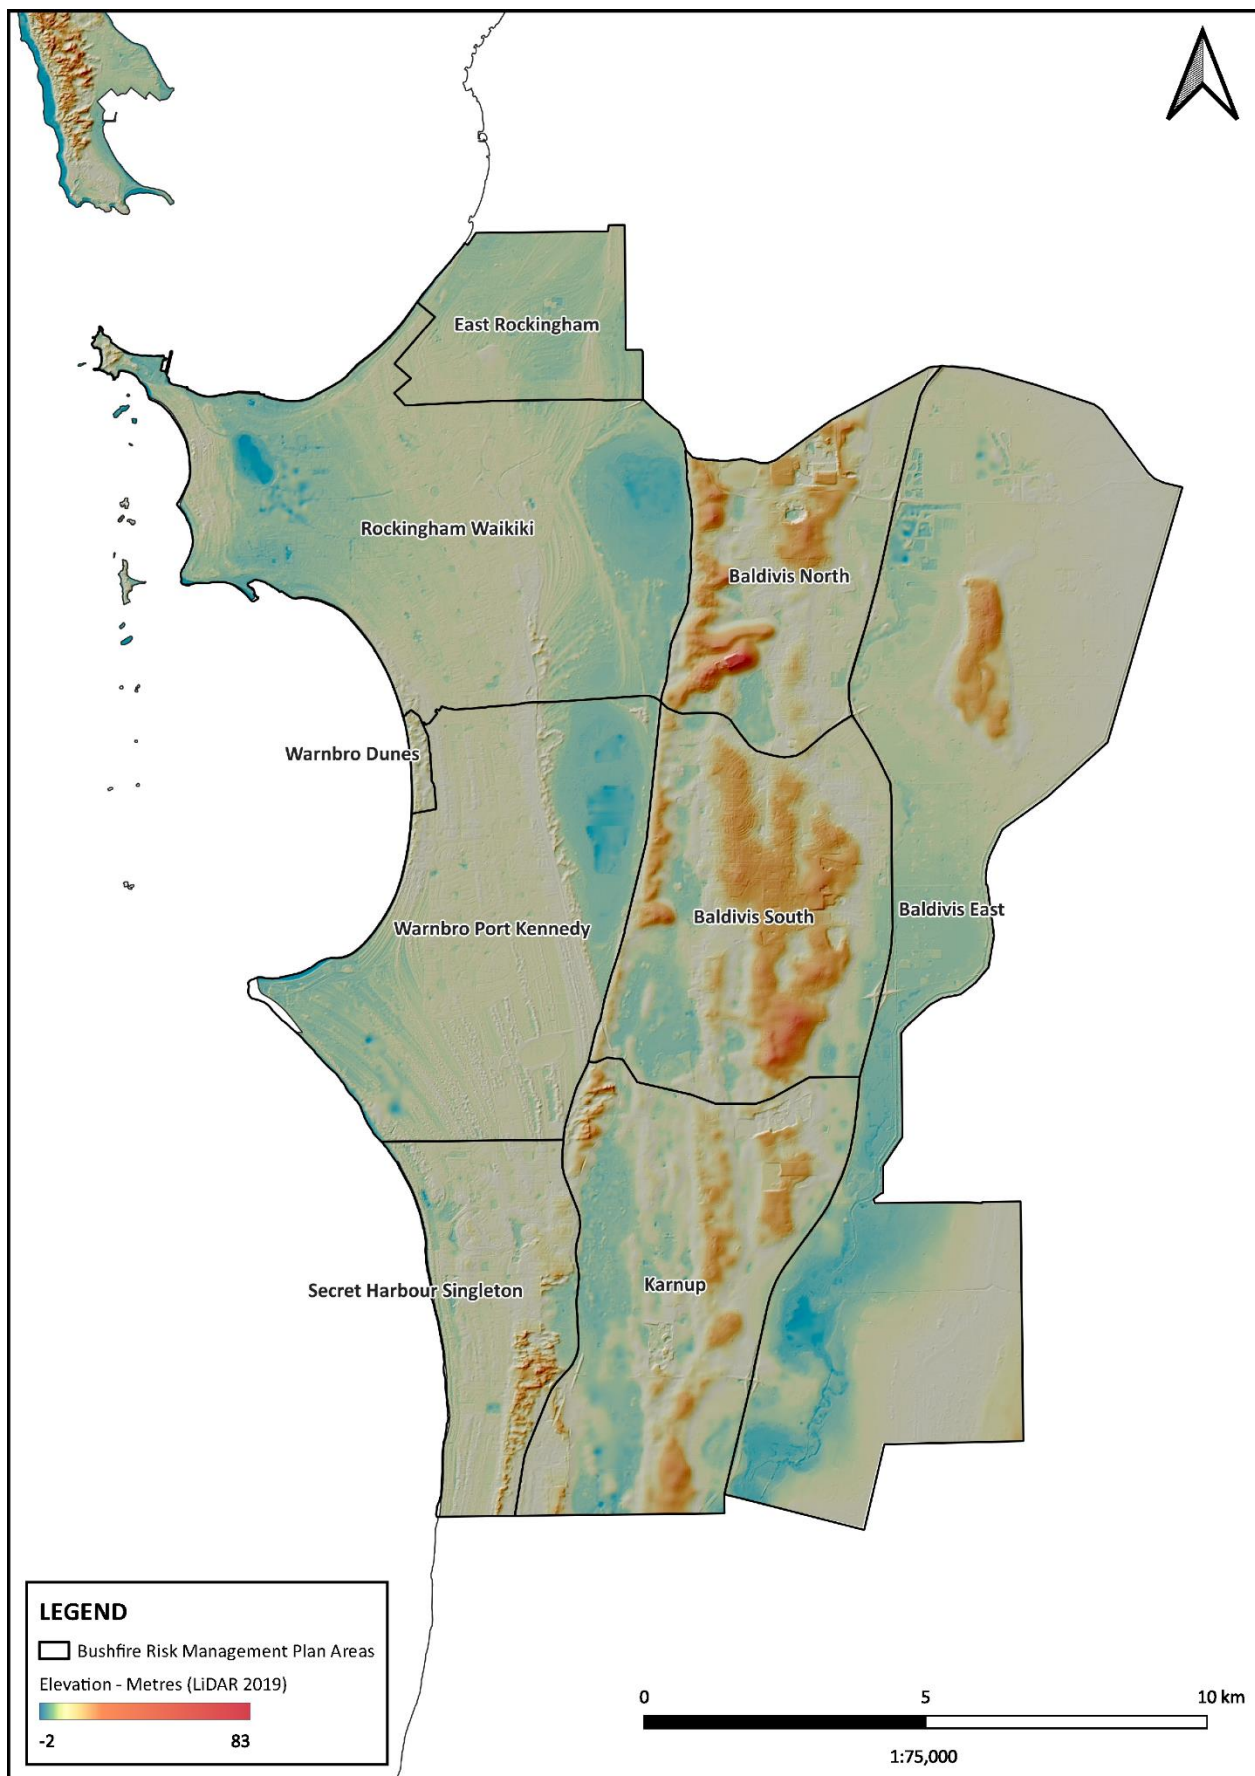 East Rockingham
Rockingham Waikiki
Baldivis North
Warnbro Dunes
Baldivis South
Baldivis East
Warnbro Port Kennedy
Secret Harbour Singleton
Karnup
LEGEND
Bushfire Risk Management Plan Areas
Elevation - Metres (LiDAR 2019)
-2 83
0 5 10 km
1:75,000